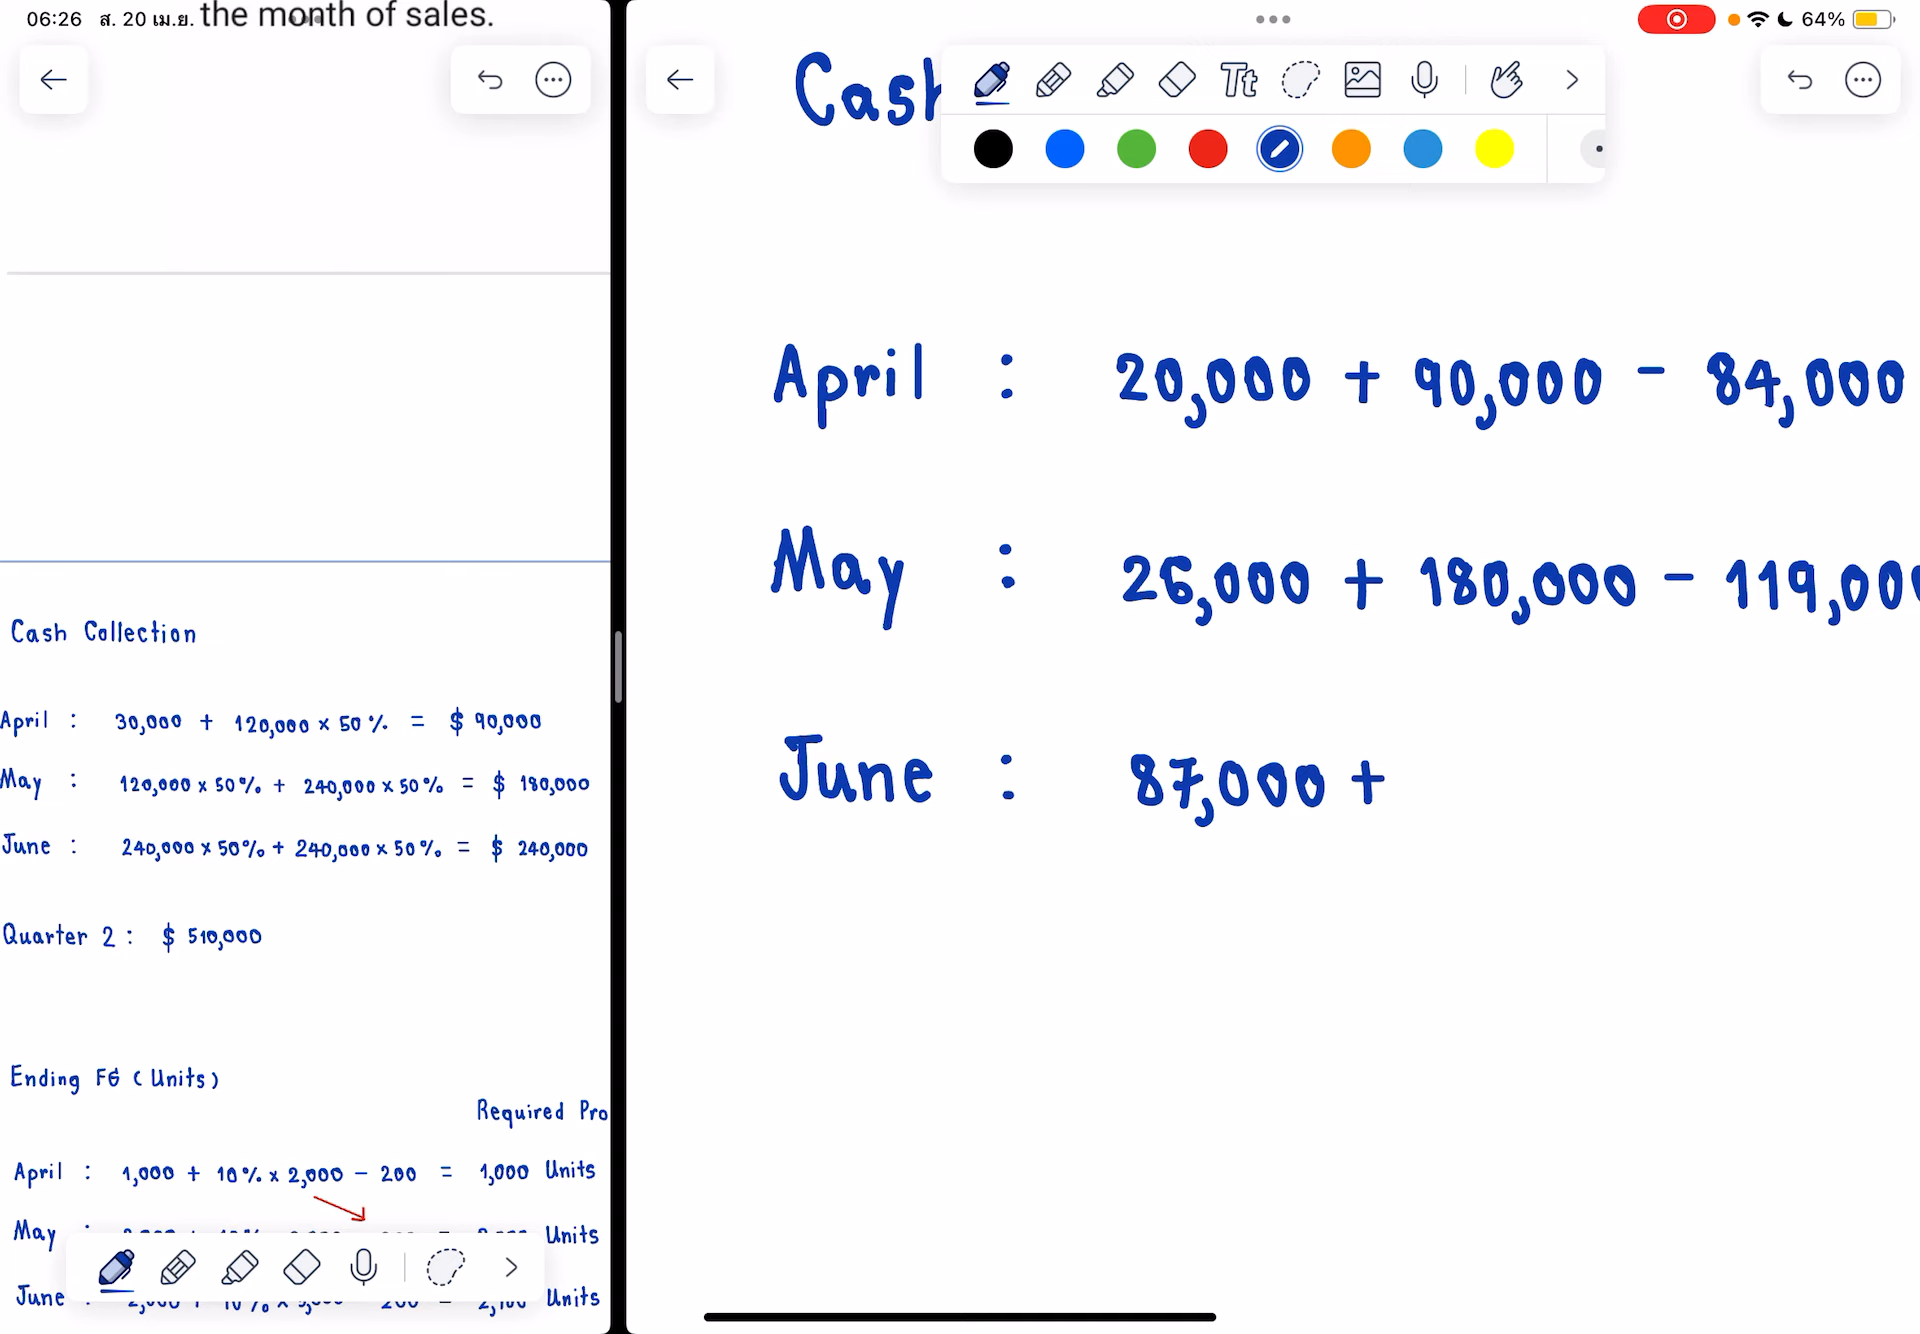 06:26 ส. 20 เม.ย. the month of sales.
64%
Cash Collection
April : 30,000 + 120,000 × 50 % = $ 90,000
May : 120,000 × 50% + 240,000 × 50% = $ 180,000
June : 240,000 × 50% + 240,000 × 50% = $ 240,000
Quarter 2 : $ 510,000
Ending FG (Units)
Required Pro
April : 1,000 + 10% × 2,000 − 200 = 1,000 Units
May : Units
June : Units
Cash
Tt
April : 20,000 + 90,000 − 84,000
May : 26,000 + 180,000 − 119,000
June : 87,000 +